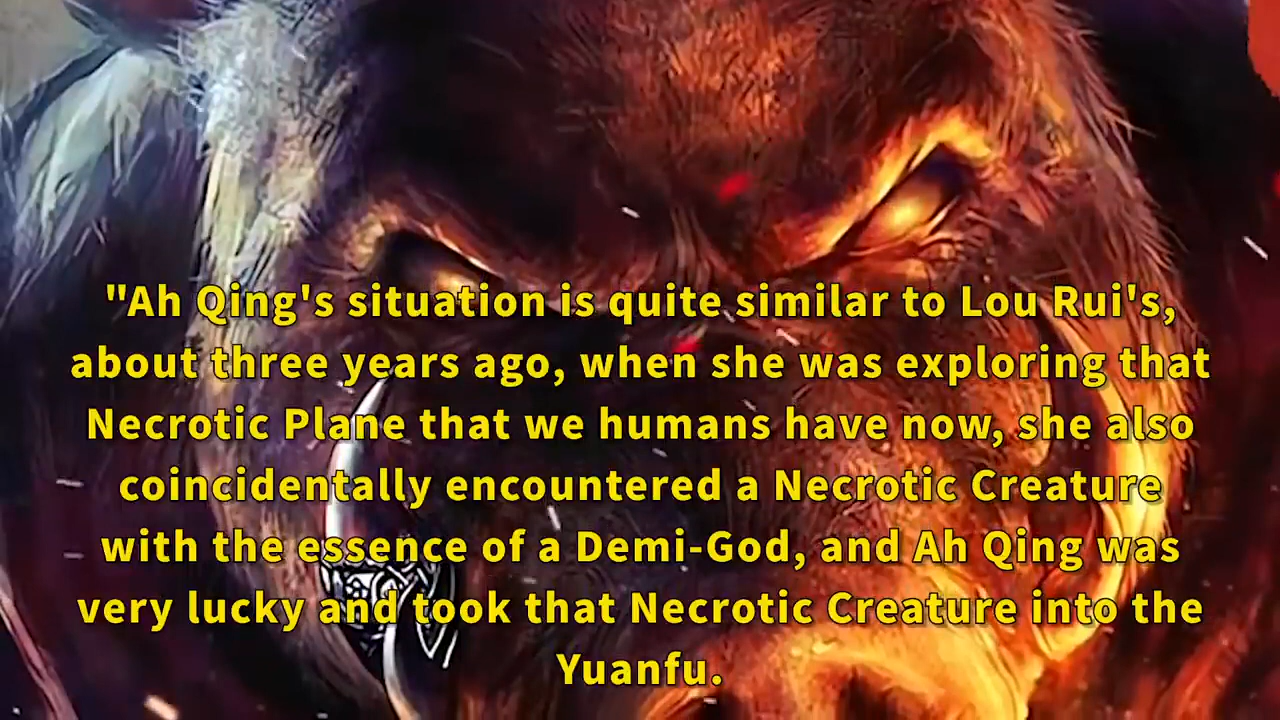 "Ah Qing's situation is quite similar to Lou Rui's,
about three years ago, when she was exploring that
Necrotic Plane that we humans have now, she also
coincidentally encountered a Necrotic Creature
with the essence of a Demi-God, and Ah Qing was
very lucky and took that Necrotic Creature into the
Yuanfu.